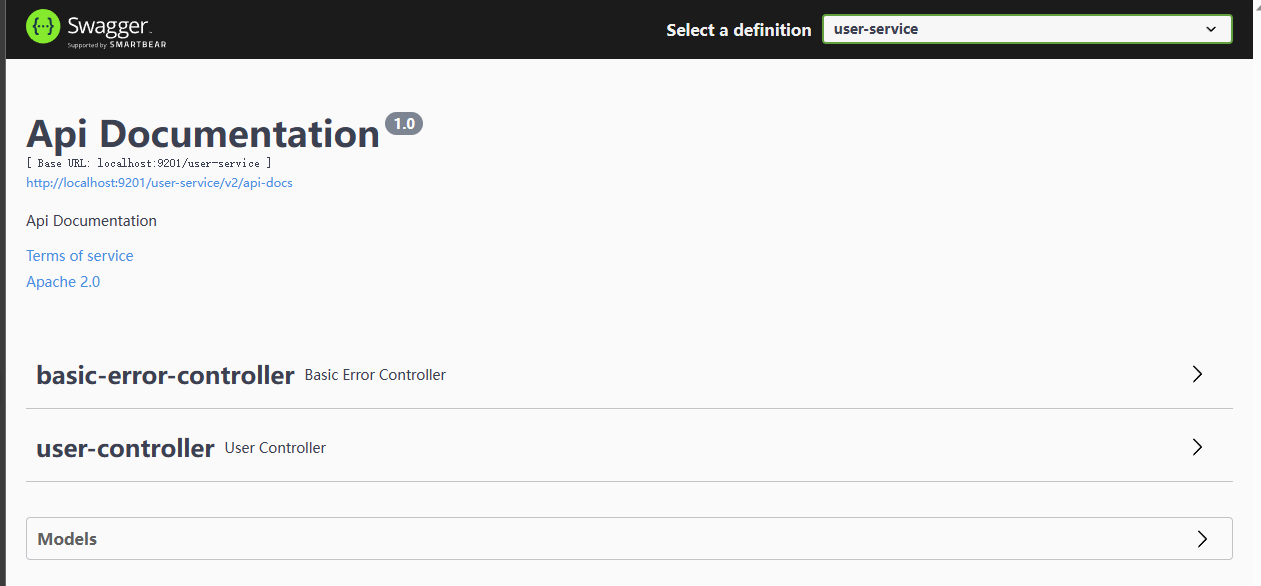 Swagger
Supported by SMARTBEAR
Select a definition
user-service
Api Documentation 1.0
[ Base URL: localhost:9201/user-service ]
http://localhost:9201/user-service/v2/api-docs
Api Documentation
Terms of service
Apache 2.0
basic-error-controller Basic Error Controller
user-controller User Controller
Models